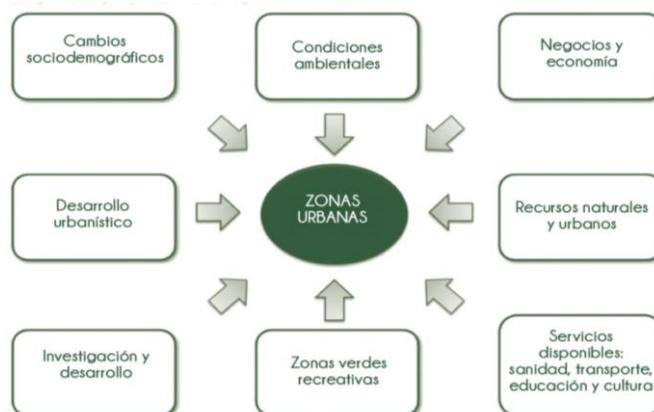 Cambios
sociodemográficos
Condiciones
ambientales
Negocios y
economía
Desarrollo
urbanístico
ZONAS
URBANAS
Recursos naturales
y urbanos
Investigación y
desarrollo
Zonas verdes
recreativas
Servicios
disponibles:
sanidad, transporte,
educación y cultura